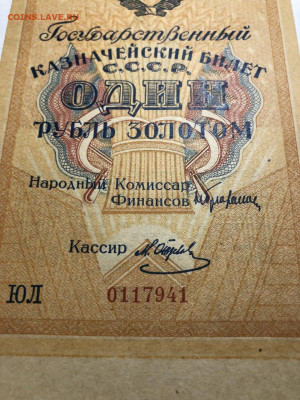 COINS.LAVE.RU
Государственный
КАЗНАЧЕЙСКИЙ БИЛЕТ
С.С.С.Р.
ОДИН
РУБЛЬ ЗОЛОТОМ
Народный Комиссар
Финансов
Кассир
ЮЛ 0117941